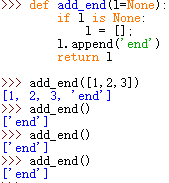 >>> def add_end(l=None):
        if l is None:
            l = [];
        l.append('end')
        return l

>>> add_end([1,2,3])
[1, 2, 3, 'end']
>>> add_end()
['end']
>>> add_end()
['end']
>>> add_end()
['end']